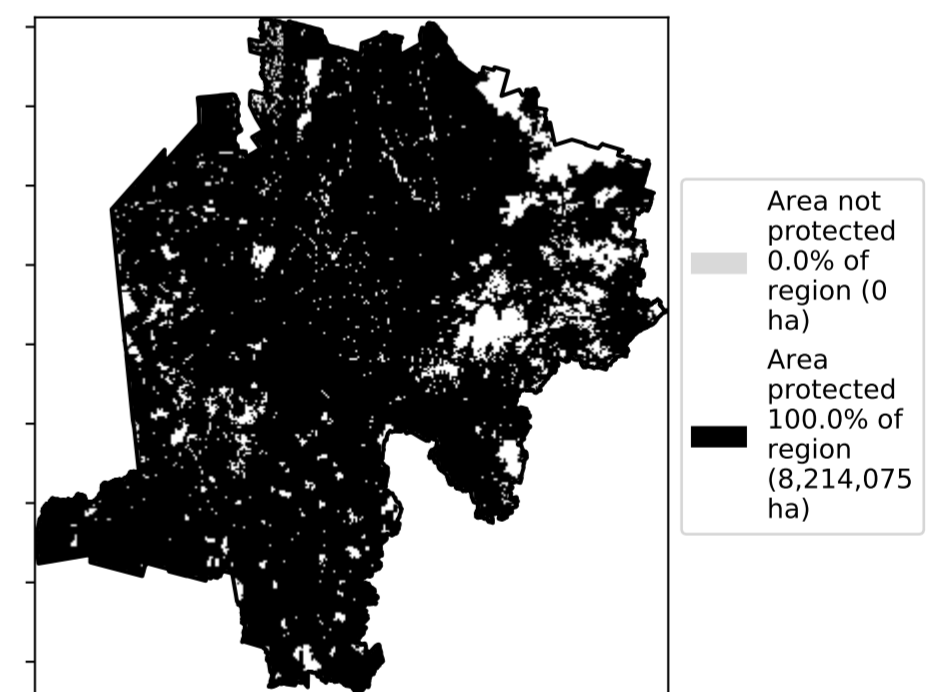 Area not
protected
0.0% of
region (0
ha)
Area
protected
100.0% of
region
(8,214,075
ha)